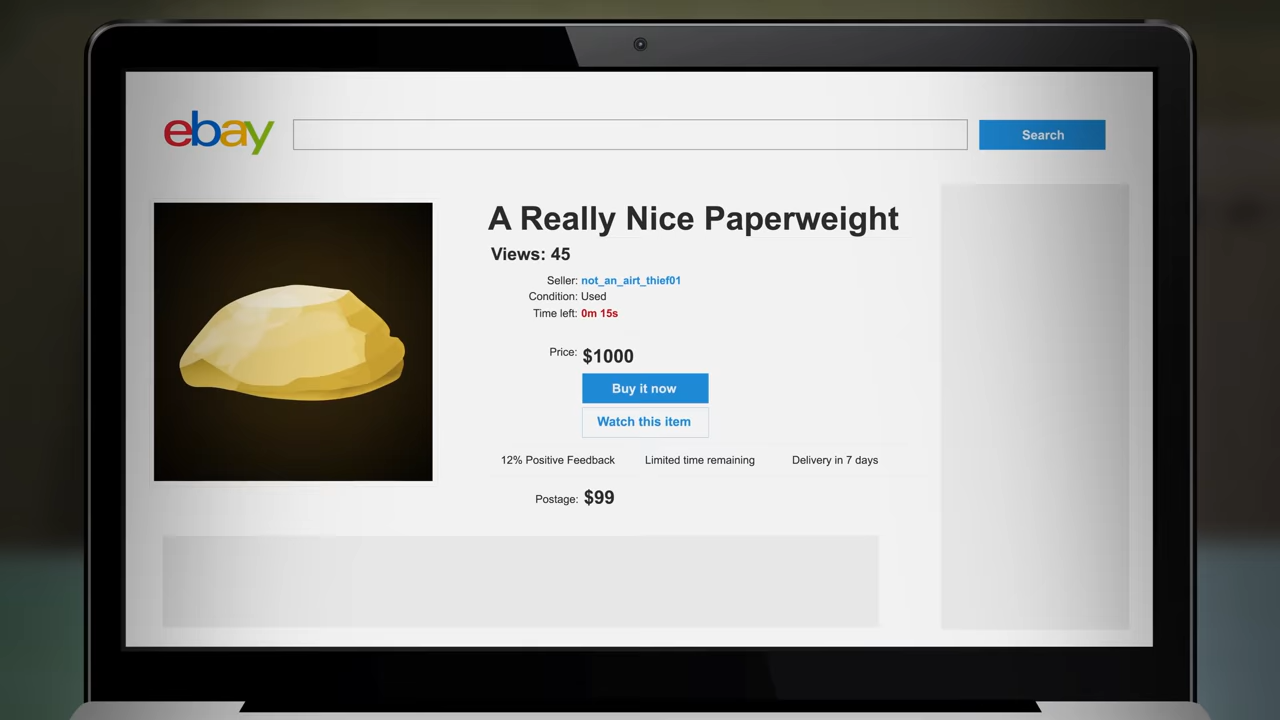 ebay
Search
A Really Nice Paperweight
Views: 45
Seller: not_an_airt_thief01
Condition: Used
Time left: 0m 15s
Price: $1000
Buy it now
Watch this item
12% Positive Feedback Limited time remaining Delivery in 7 days
Postage: $99